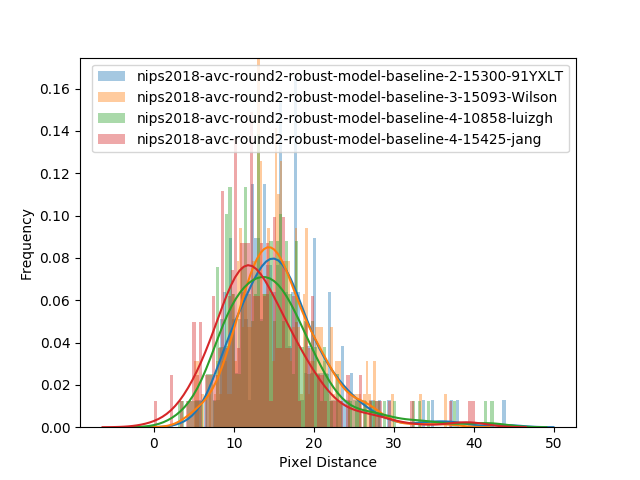 nips2018-avc-round2-robust-model-baseline-2-15300-91YXLT
nips2018-avc-round2-robust-model-baseline-3-15093-Wilson
nips2018-avc-round2-robust-model-baseline-4-10858-luizgh
nips2018-avc-round2-robust-model-baseline-4-15425-jang
0.16
0.14
0.12
0.10
0.08
0.06
0.04
0.02
0.00
Frequency
0 10 20 30 40 50
Pixel Distance